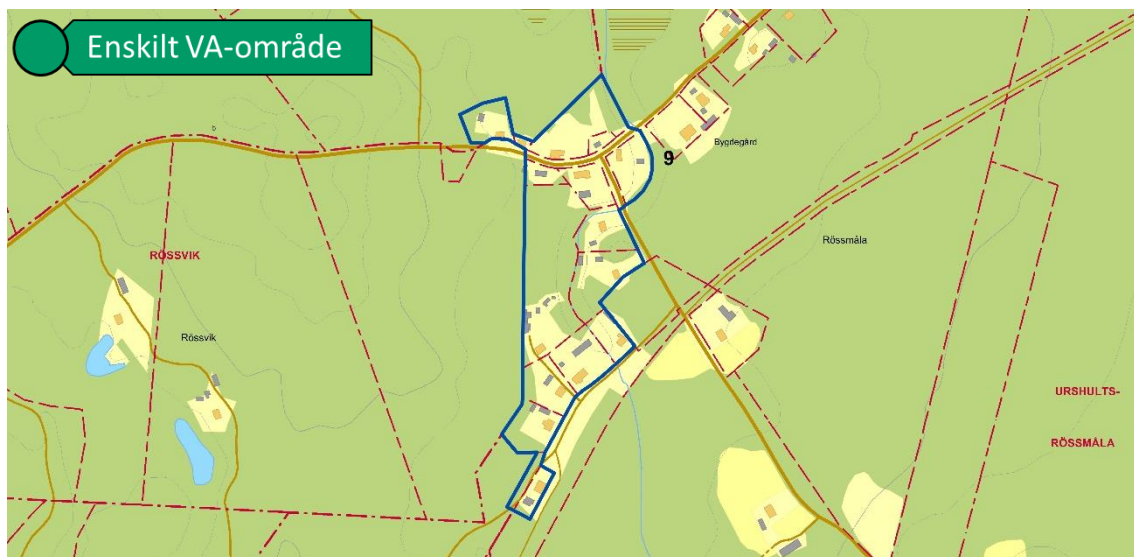 Enskilt VA-område
Bygdegård
9
Rössmåla
RÖSSVIK
Rössvik
URSHULTS-
RÖSSMÅLA